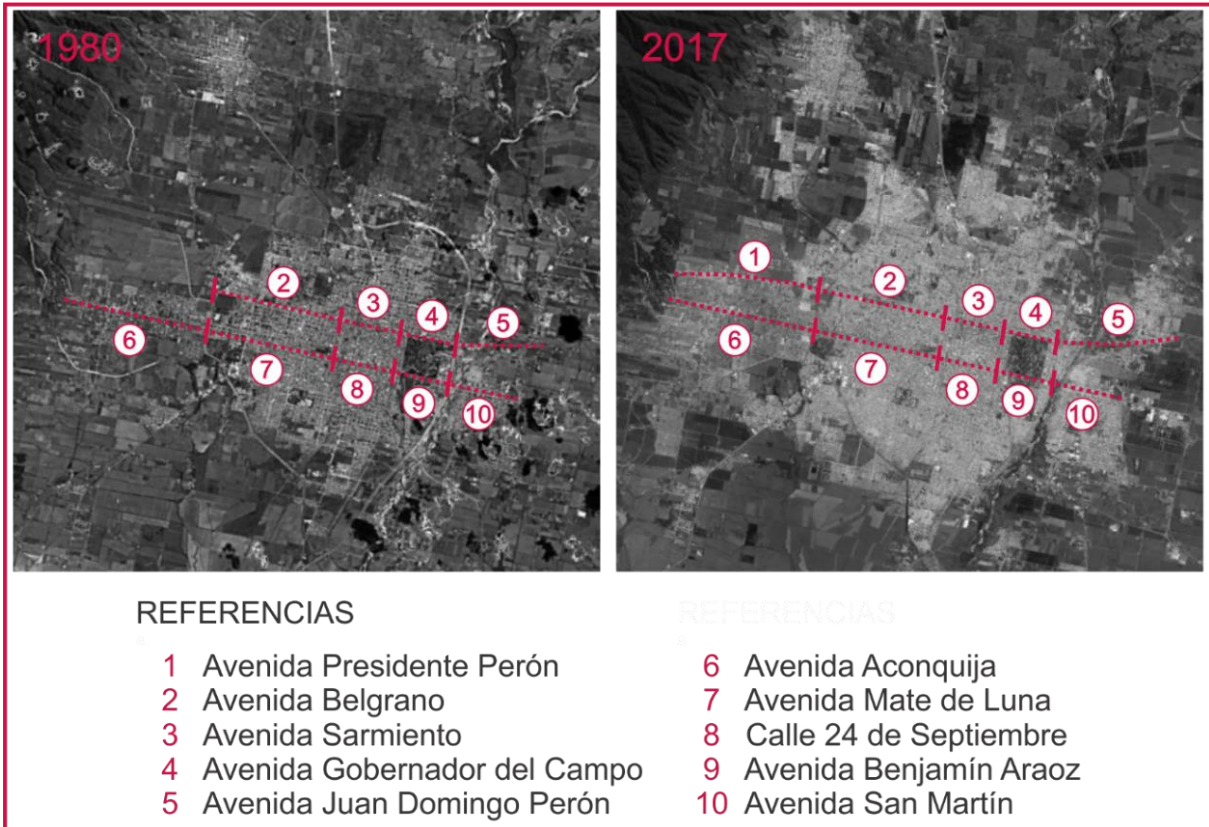 1980
2
3
4
5
6
7
8
9
10
2017
1
2
3
4
5
6
7
8
9
10
REFERENCIAS
1 Avenida Presidente Perón
2 Avenida Belgrano
3 Avenida Sarmiento
4 Avenida Gobernador del Campo
5 Avenida Juan Domingo Perón
REFERENCIAS
6 Avenida Aconquija
7 Avenida Mate de Luna
8 Calle 24 de Septiembre
9 Avenida Benjamín Araoz
10 Avenida San Martín